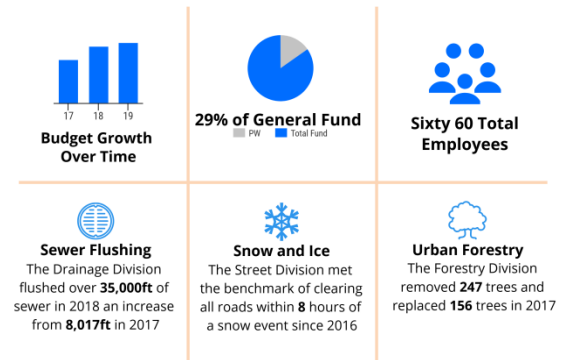 17 18 19
Budget Growth
Over Time
29% of General Fund
PW Total Fund
Sixty 60 Total
Employees
Sewer Flushing
The Drainage Division
flushed over 35,000ft of
sewer in 2018 an increase
from 8,017ft in 2017
Snow and Ice
The Street Division met
the benchmark of clearing
all roads within 8 hours of
a snow event since 2016
Urban Forestry
The Forestry Division
removed 247 trees and
replaced 156 trees in 2017